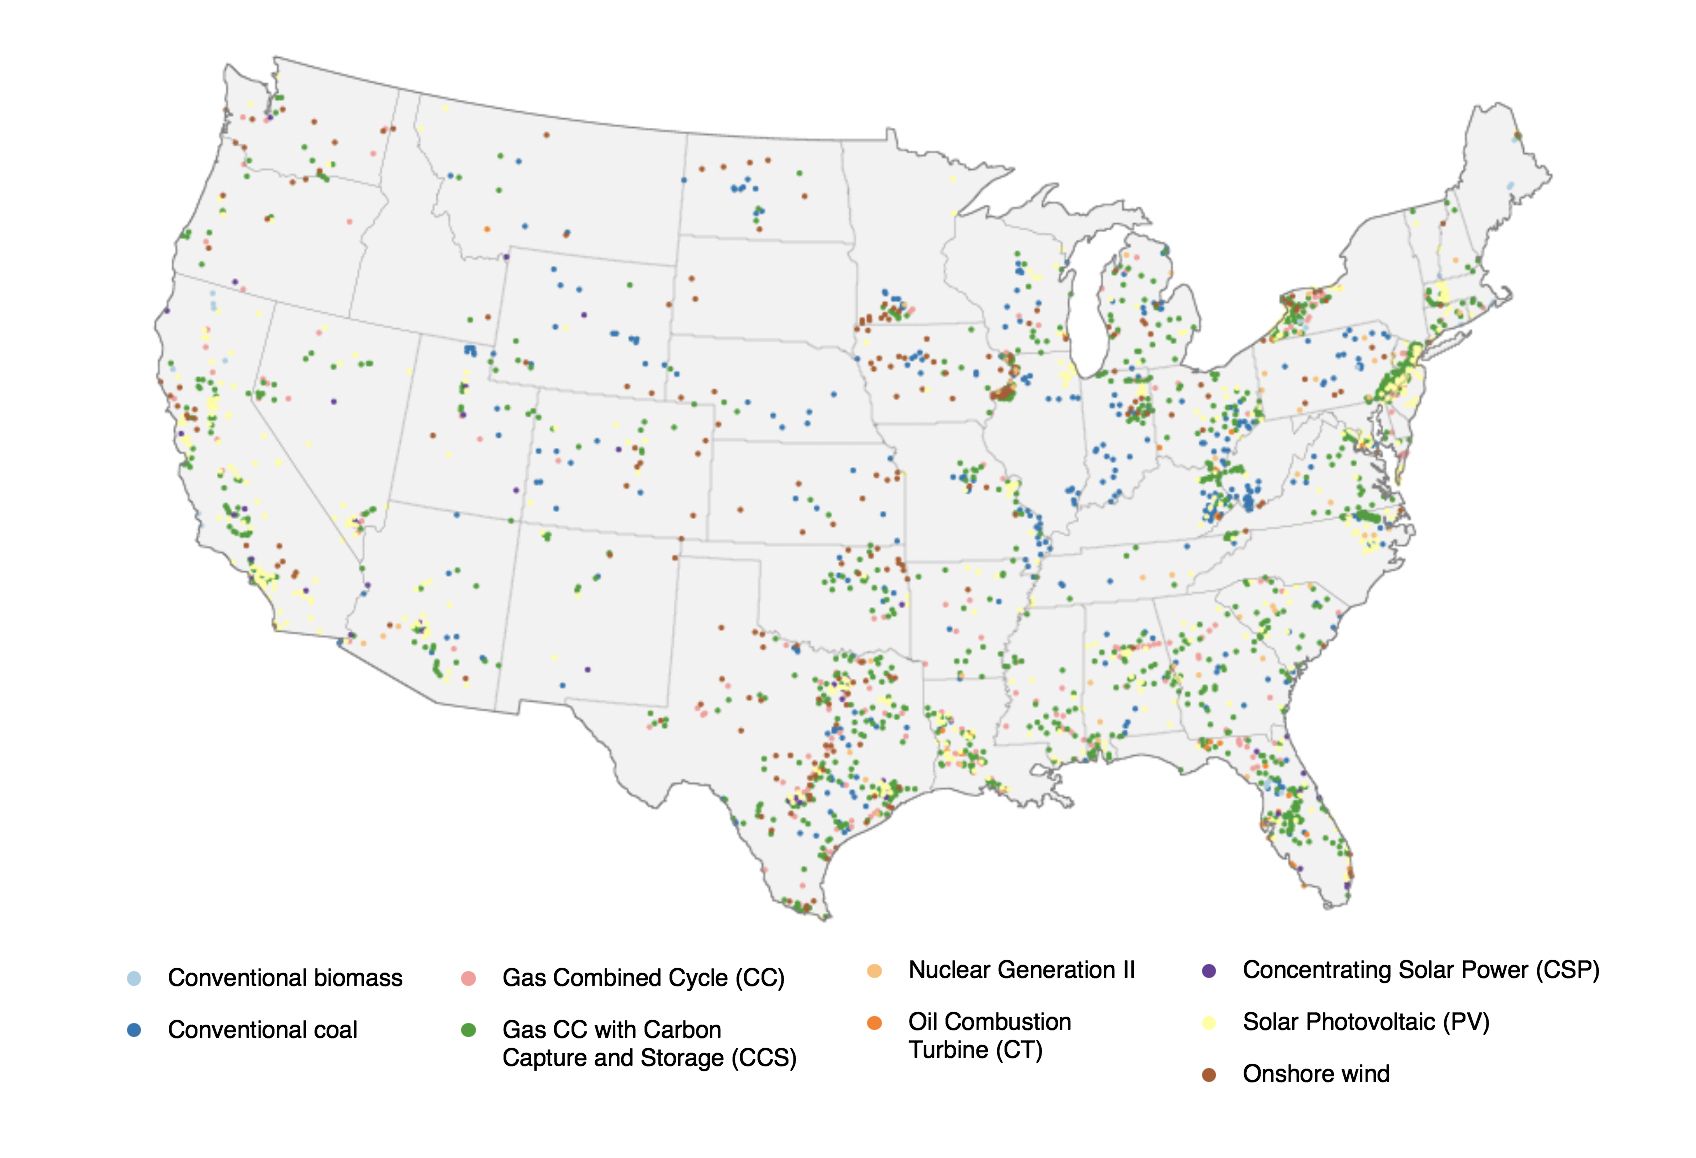 Conventional biomass
Conventional coal
Gas Combined Cycle (CC)
Gas CC with Carbon
Capture and Storage (CCS)
Nuclear Generation II
Oil Combustion
Turbine (CT)
Concentrating Solar Power (CSP)
Solar Photovoltaic (PV)
Onshore wind